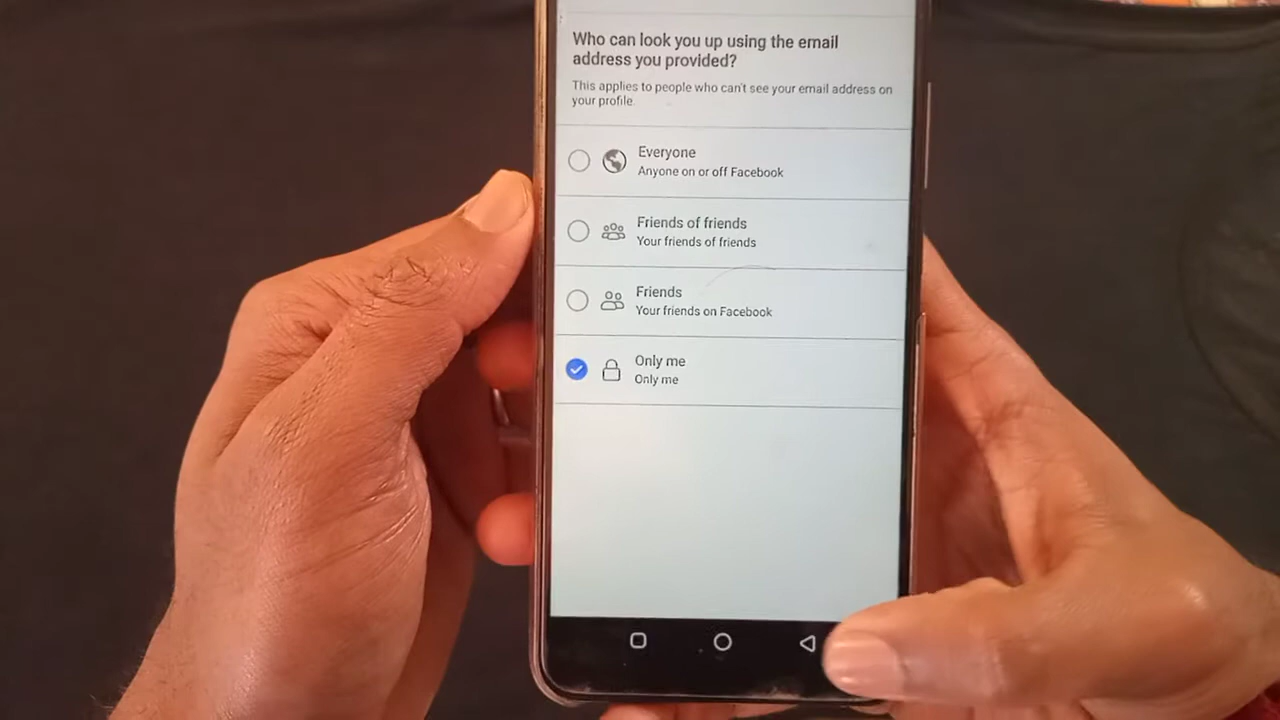 Who can look you up using the email
address you provided?
This applies to people who can't see your email address on
your profile.
Everyone
Anyone on or off Facebook
Friends of friends
Your friends of friends
Friends
Your friends on Facebook
Only me
Only me